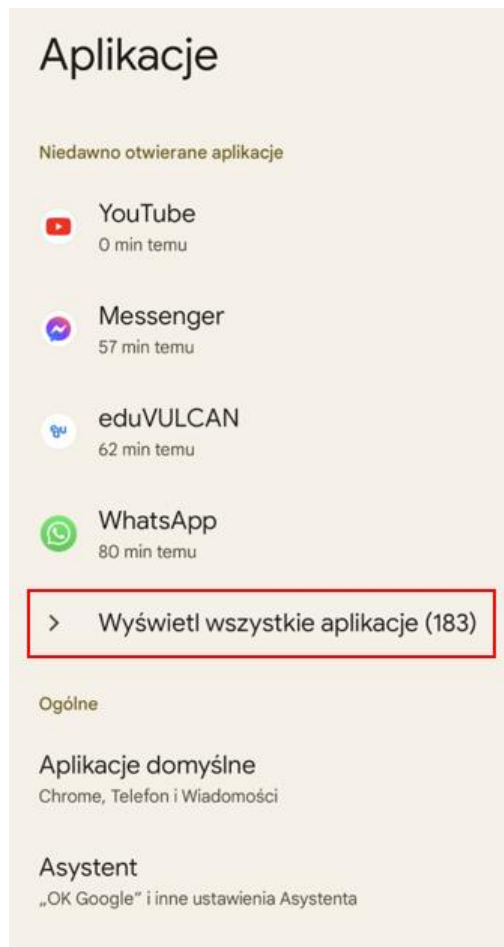 Aplikacje
Niedawno otwierane aplikacje
YouTube
0 min temu
Messenger
57 min temu
eduVULCAN
62 min temu
WhatsApp
80 min temu
Wyświetl wszystkie aplikacje (183)
Ogólne
Aplikacje domyślne
Chrome, Telefon i Wiadomości
Asystent
„OK Google” i inne ustawienia Asystenta